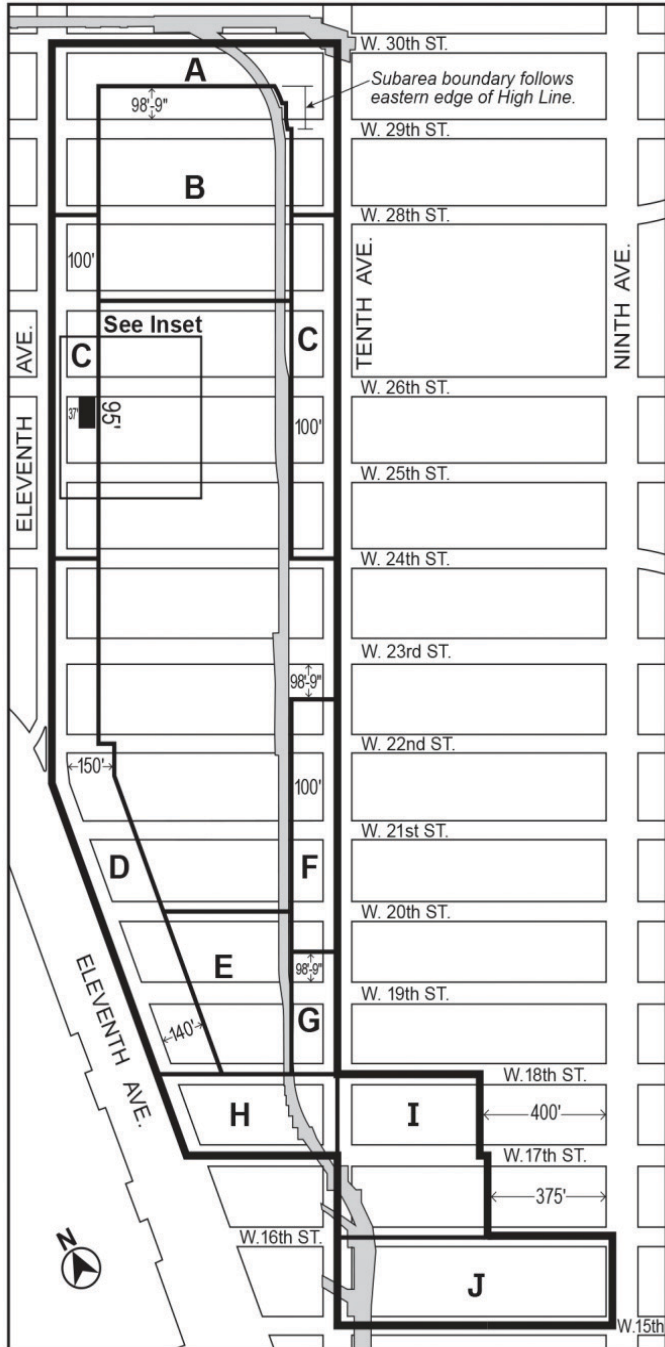 W. 30th ST.
A
Subarea boundary follows
eastern edge of High Line.
98'-9"
W. 29th ST.
B
W. 28th ST.
100'
TENTH AVE.
NINTH AVE.
ELEVENTH AVE.
See Inset
C
C
W. 26th ST.
37'
95'
100'
W. 25th ST.
W. 24th ST.
W. 23rd ST.
98'-9"
W. 22nd ST.
150'
100'
W. 21st ST.
D
F
W. 20th ST.
E
98'-9"
W. 19th ST.
ELEVENTH AVE.
140'
G
W.18th ST.
H
I
400'
W.17th ST.
375'
W.16th ST.
N
J
W.15th